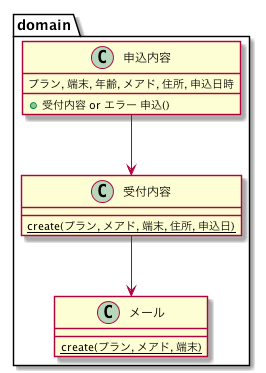 domain
C 申込内容
プラン, 端末, 年齢, メアド, 住所, 申込日時
受付内容 or エラー 申込()
C 受付内容
create(プラン, メアド, 端末, 住所, 申込日)
C メール
create(プラン, メアド, 端末)